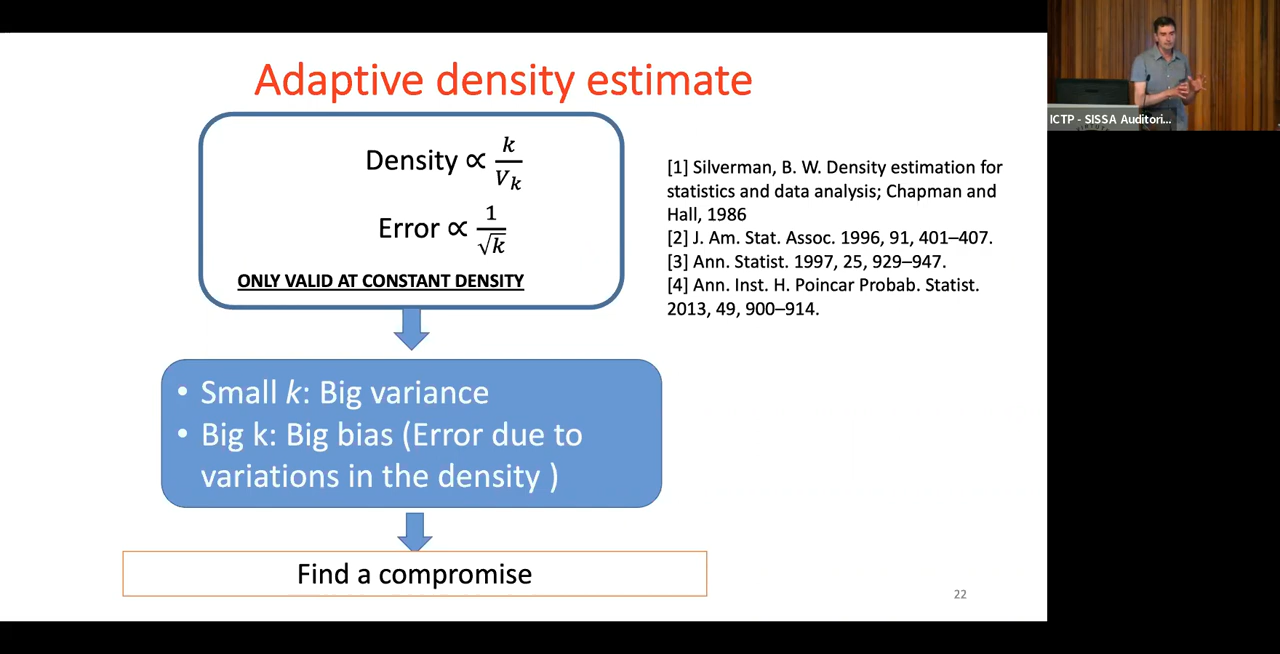 Adaptive density estimate
Density ∝ k/V_k
Error ∝ 1/√k
ONLY VALID AT CONSTANT DENSITY
[1] Silverman, B. W. Density estimation for
statistics and data analysis; Chapman and
Hall, 1986
[2] J. Am. Stat. Assoc. 1996, 91, 401–407.
[3] Ann. Statist. 1997, 25, 929–947.
[4] Ann. Inst. H. Poincar Probab. Statist.
2013, 49, 900–914.
• Small k: Big variance
• Big k: Big bias (Error due to
variations in the density )
Find a compromise
22
ICTP - SISSA Auditori...